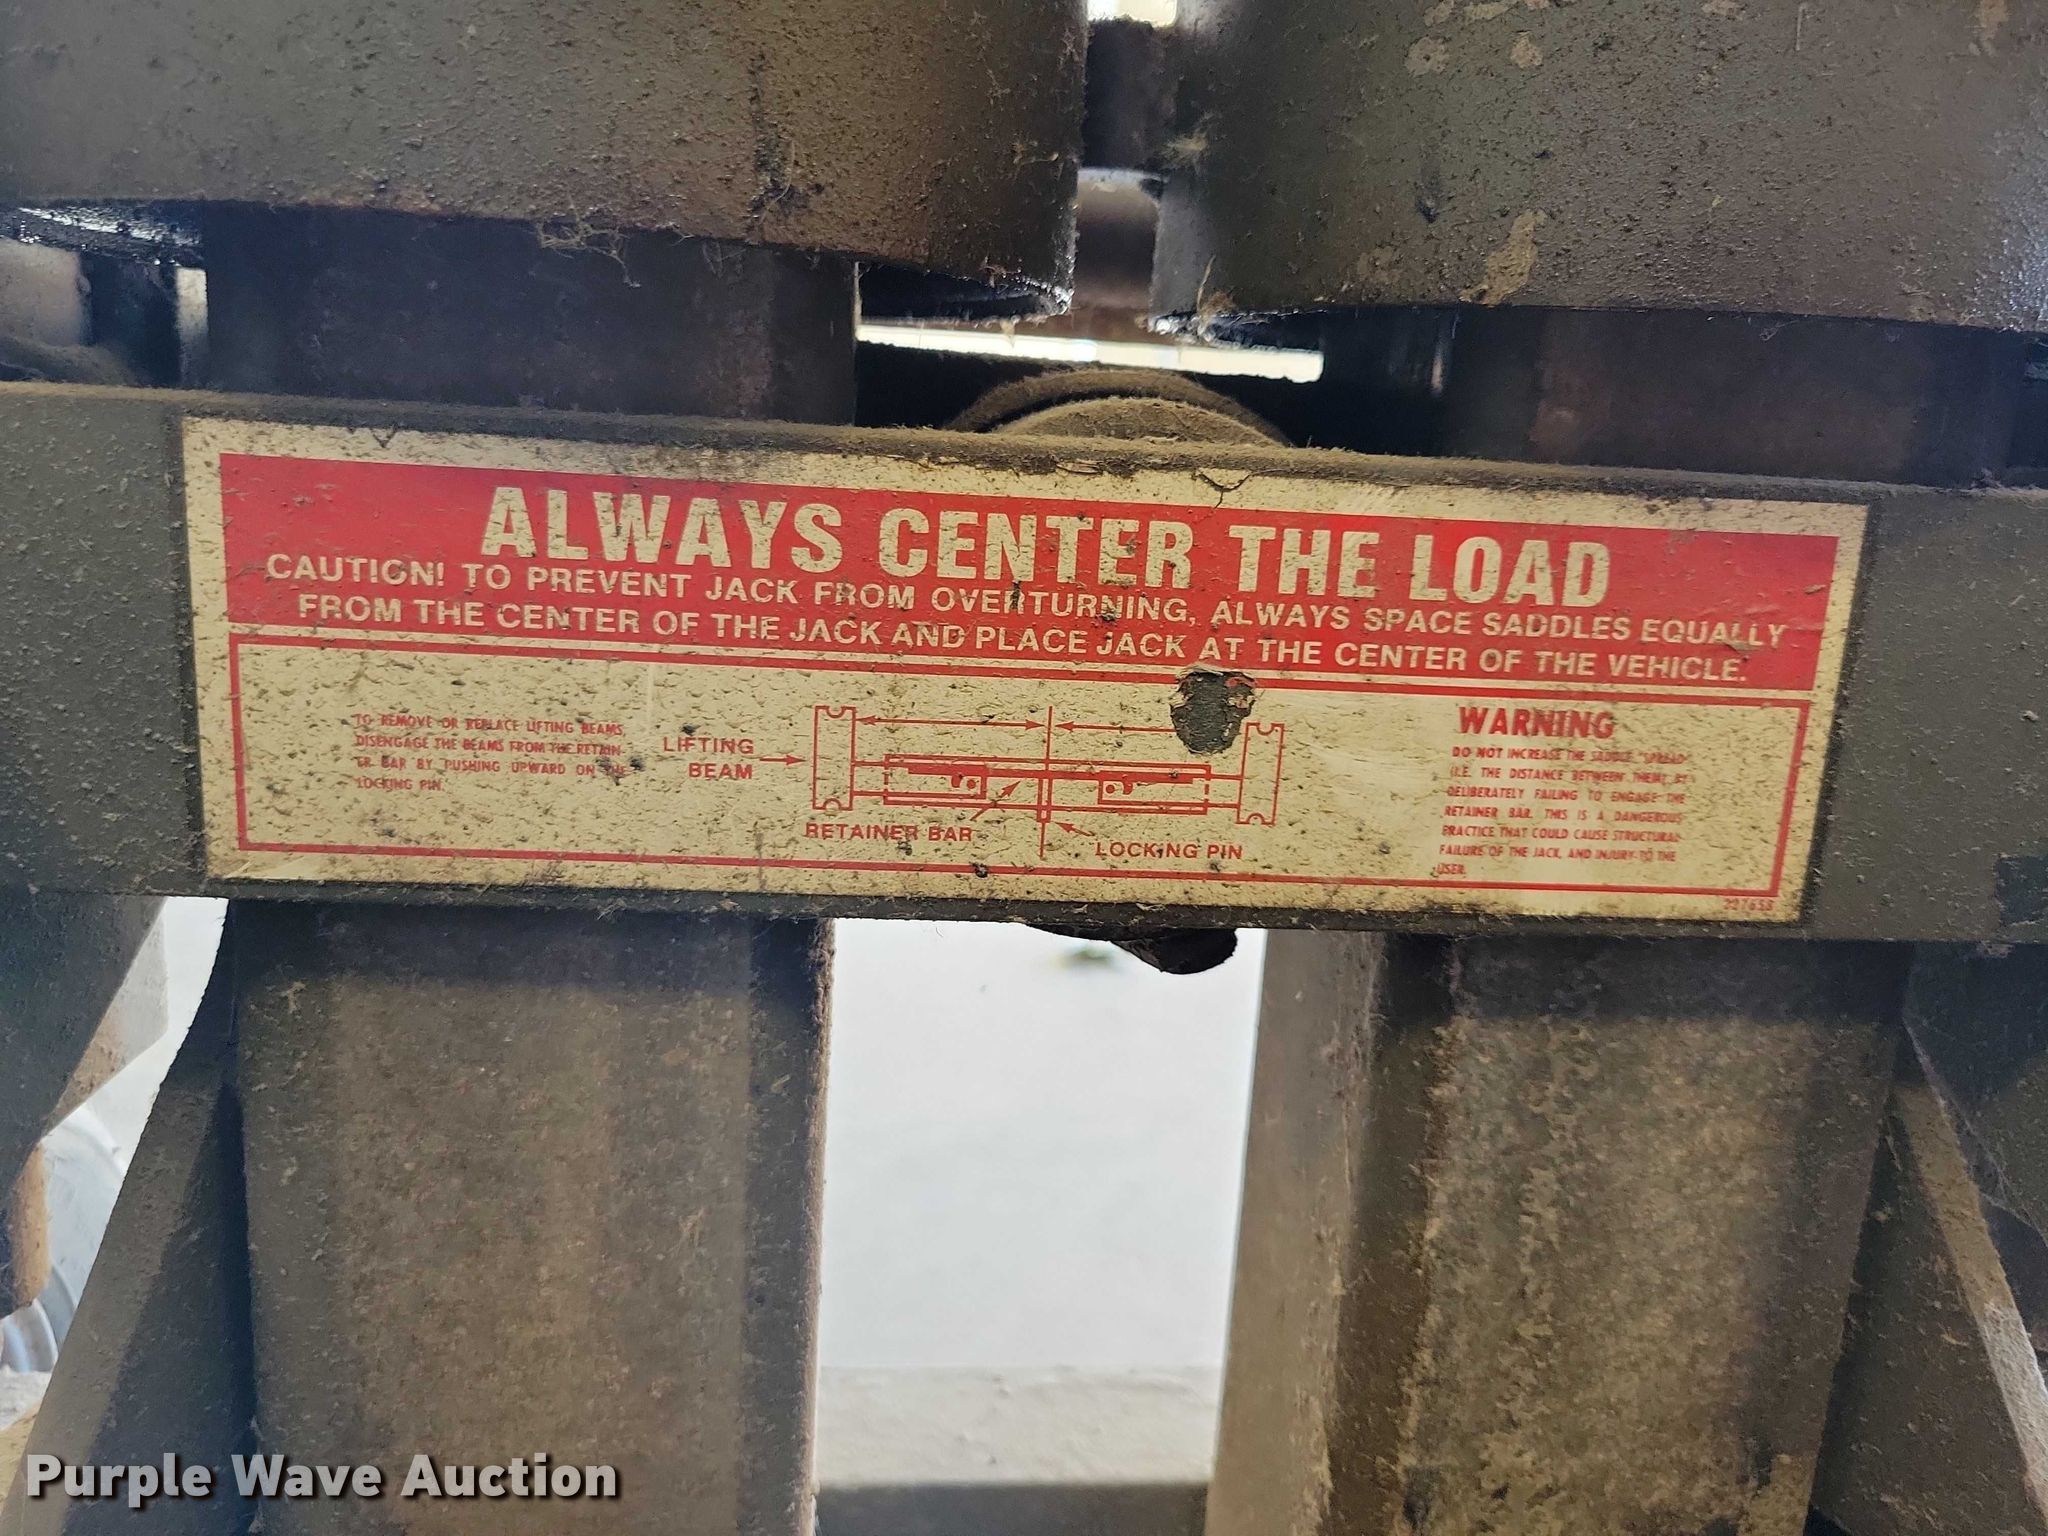 ALWAYS CENTER THE LOAD
CAUTION! TO PREVENT JACK FROM OVERTURNING, ALWAYS SPACE SADDLES EQUALLY
FROM THE CENTER OF THE JACK AND PLACE JACK AT THE CENTER OF THE VEHICLE.
TO REMOVE OR REPLACE LIFTING BEAMS,
DISENGAGE THE BEAMS FROM THE RETAIN-
ER BAR BY PUSHING UPWARD ON THE
LOCKING PIN.
LIFTING
BEAM
RETAINER BAR
LOCKING PIN
WARNING
DO NOT INCREASE THE SADDLE "SPREAD"
(I.E. THE DISTANCE BETWEEN THEM) BY
DELIBERATELY FAILING TO ENGAGE THE
RETAINER BAR. THIS IS A DANGEROUS
PRACTICE THAT COULD CAUSE STRUCTURAL
FAILURE OF THE JACK, AND INJURY TO THE
USER.
Purple Wave Auction